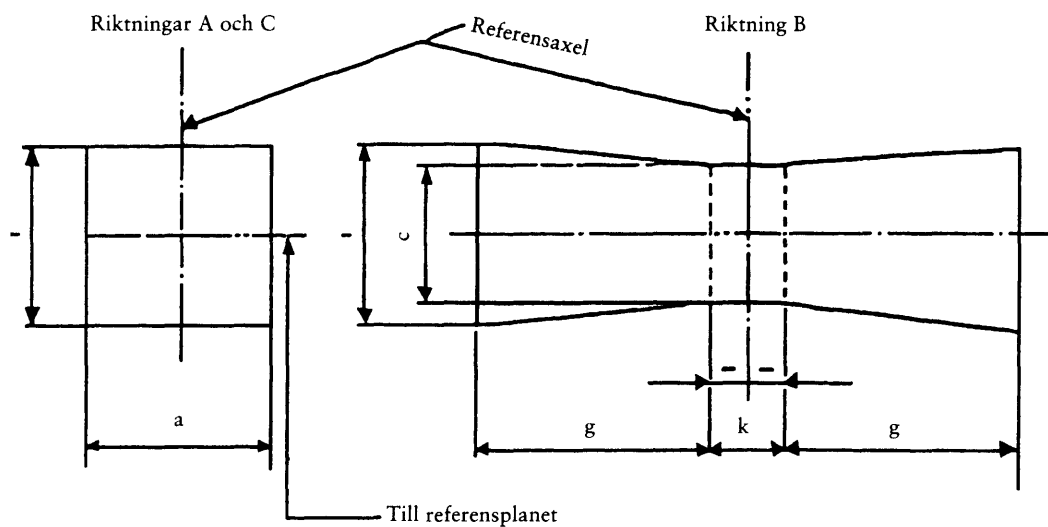 Riktningar A och C
Referensaxel
Riktning B
c
a
g
k
g
Till referensplanet